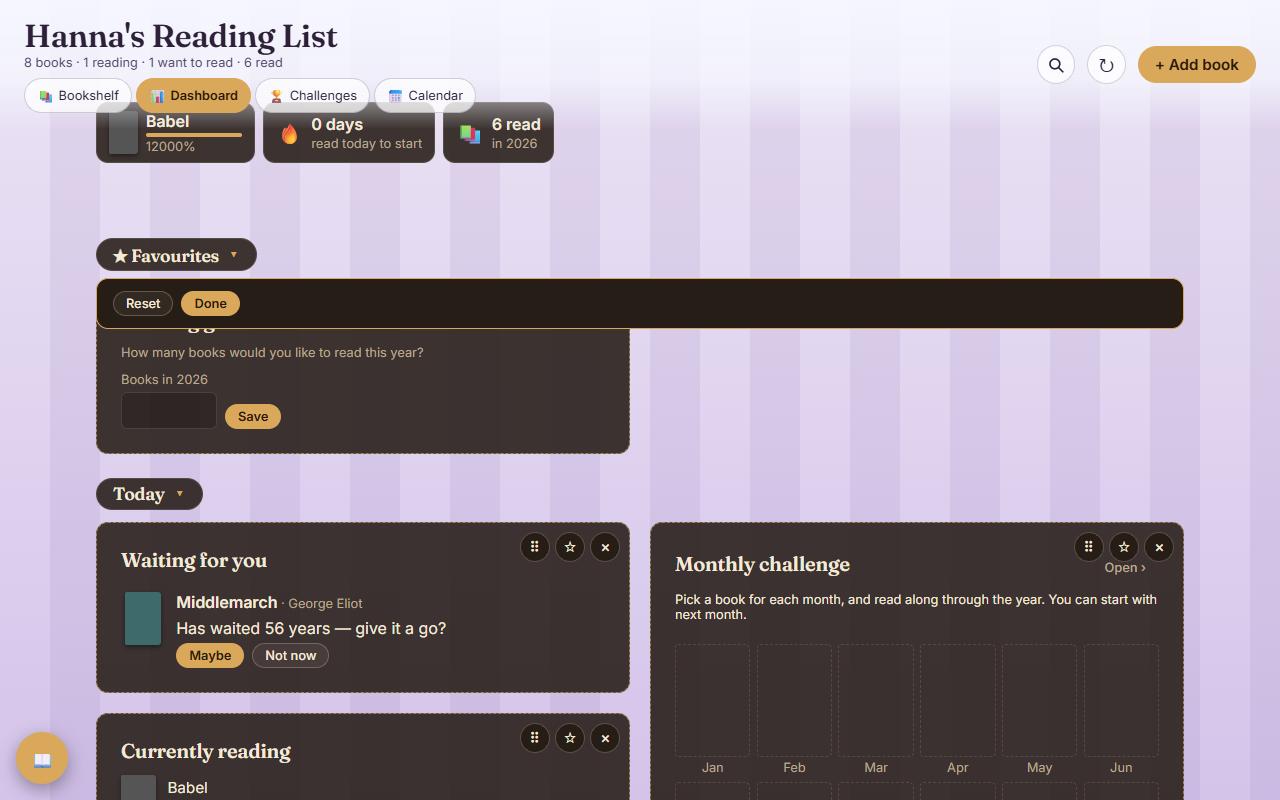 Hanna's Reading List
8 books · 1 reading · 1 want to read · 6 read
Bookshelf
Dashboard
Challenges
Calendar
+ Add book
Babel
12000%
0 days
read today to start
6 read
in 2026
★ Favourites ▼
Reset
Done
How many books would you like to read this year?
Books in 2026
Save
Today ▼
Waiting for you
Middlemarch · George Eliot
Has waited 56 years — give it a go?
Maybe
Not now
Monthly challenge
Open ›
Pick a book for each month, and read along through the year. You can start with
next month.
Jan
Feb
Mar
Apr
May
Jun
Currently reading
Babel